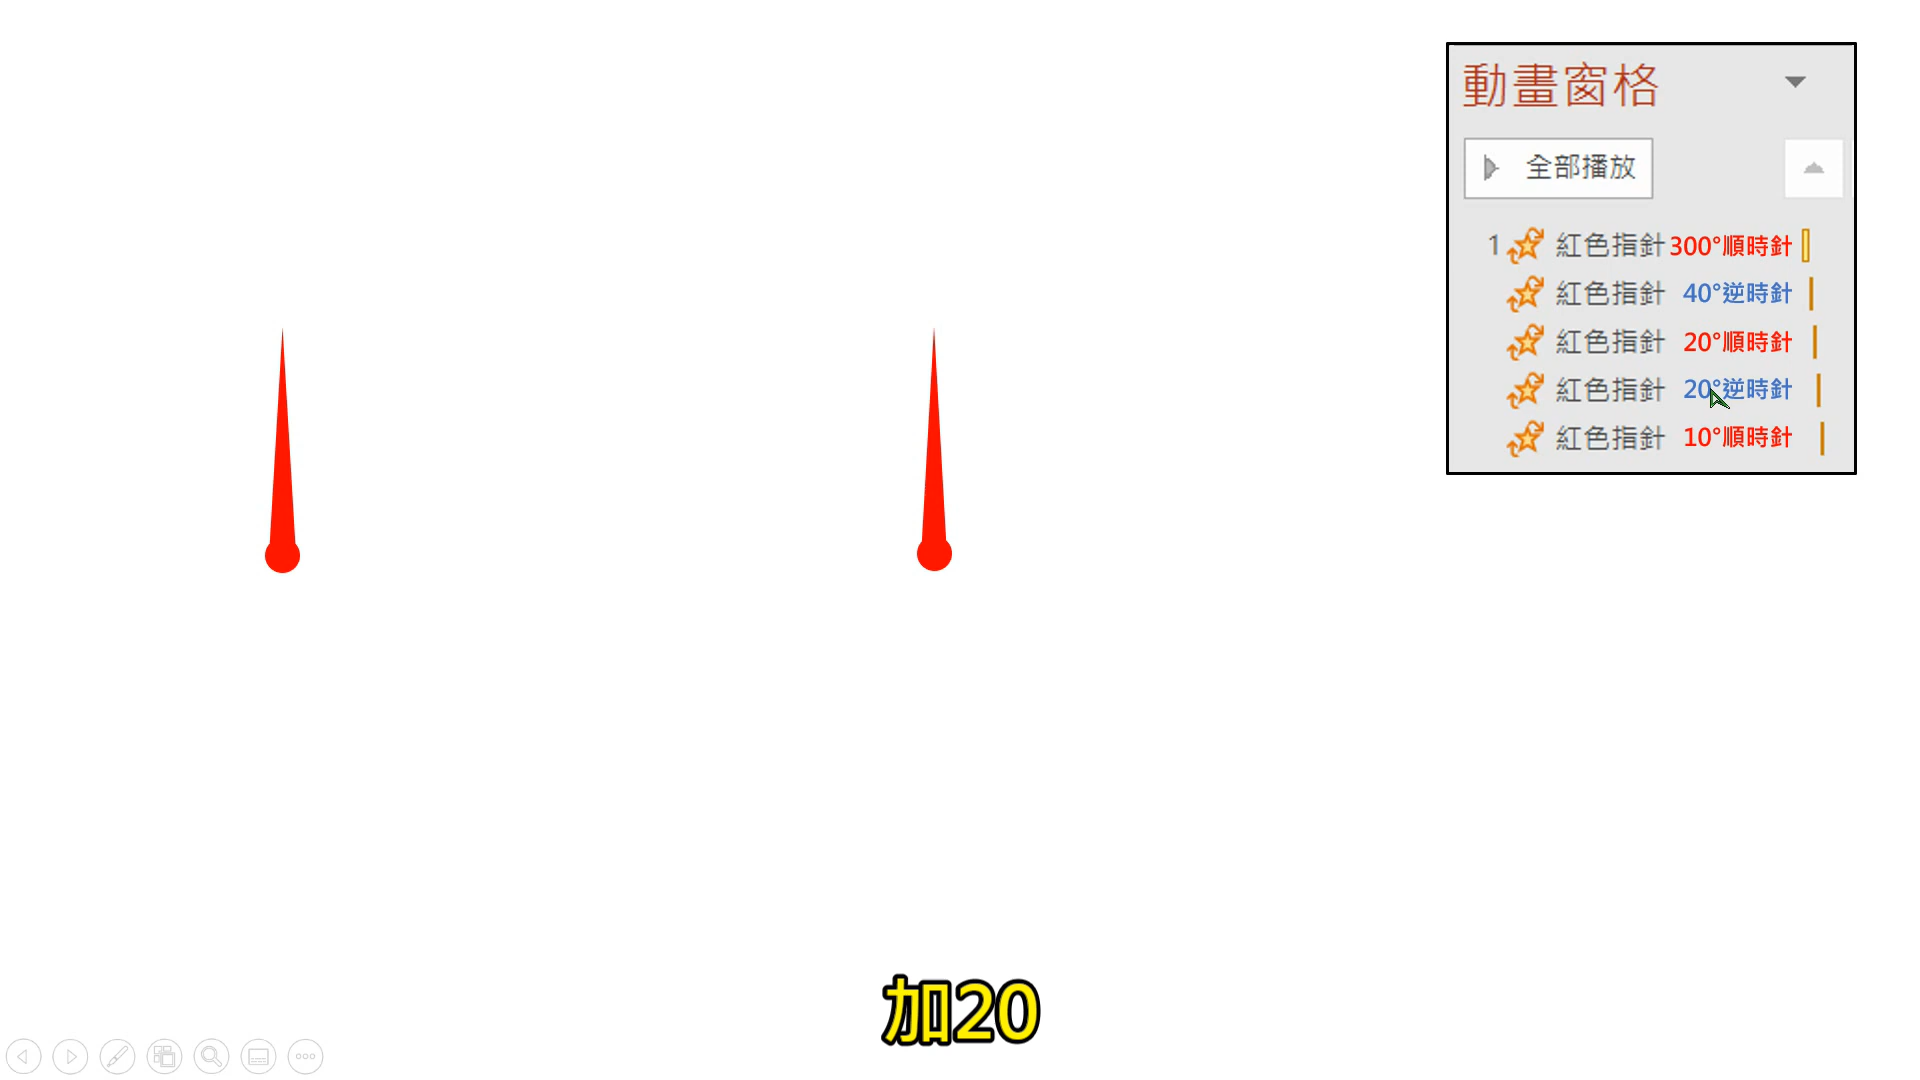 動畫窗格
全部播放
1 紅色指針 300°順時針
紅色指針 40°逆時針
紅色指針 20°順時針
紅色指針 20°逆時針
紅色指針 10°順時針
加20